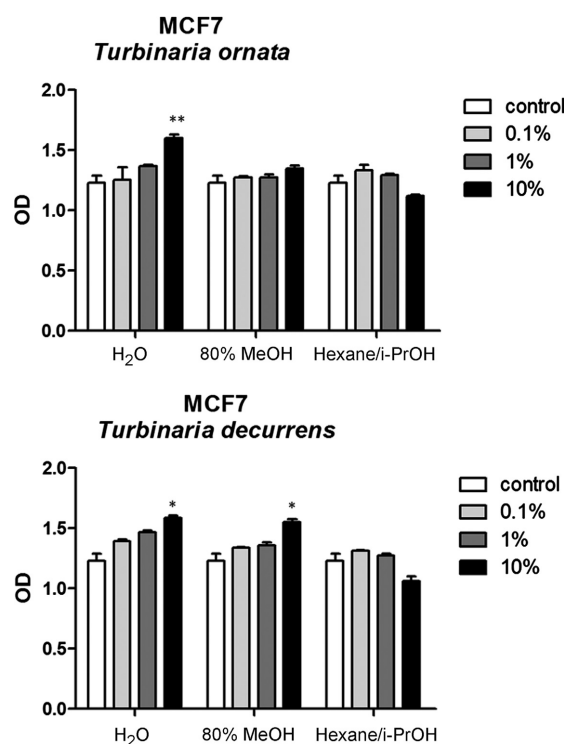 MCF7
Turbinaria ornata
OD
2.0
1.5
1.0
0.5
0.0
**
H2O
80% MeOH
Hexane/i-PrOH
control
0.1%
1%
10%
MCF7
Turbinaria decurrens
OD
2.0
1.5
1.0
0.5
0.0
*
*
H2O
80% MeOH
Hexane/i-PrOH
control
0.1%
1%
10%